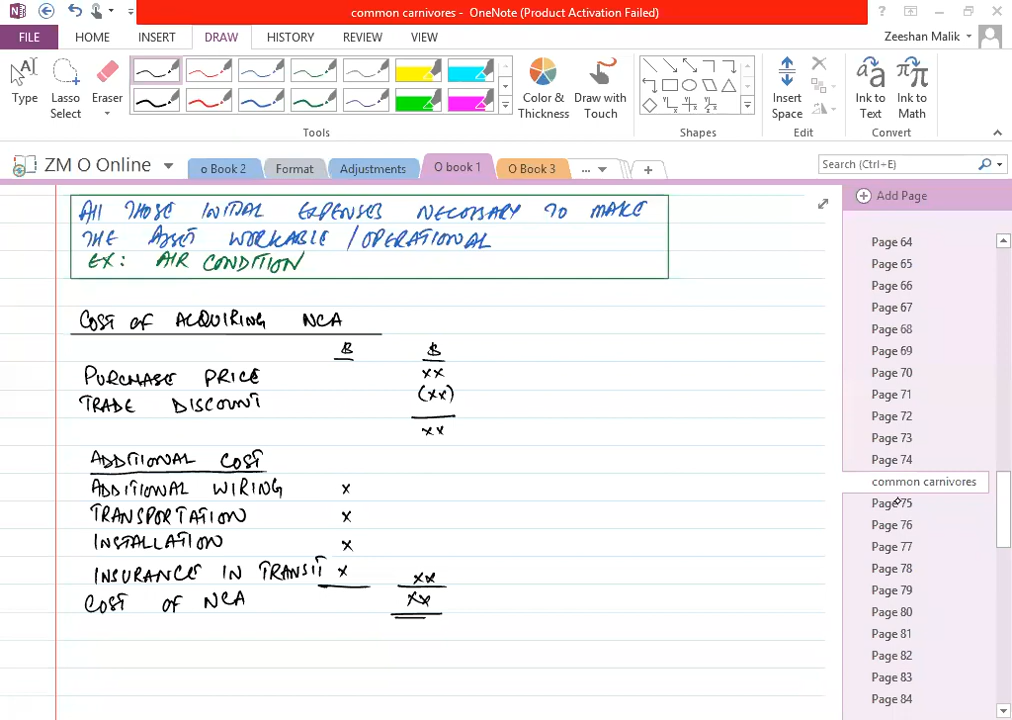 common carnivores - OneNote (Product Activation Failed)
FILE HOME INSERT DRAW HISTORY REVIEW VIEW
Zeeshan Malik
Type
Lasso Select
Eraser
Color & Thickness
Draw with Touch
Insert Space
Ink to Text
Ink to Math
Tools Shapes Edit Convert
ZM O Online
o Book 2 Format Adjustments O book 1 O Book 3 ...
Search (Ctrl+E)
ALL THOSE INITIAL EXPENSES NECESSARY TO MAKE
THE ASSET WORKABLE / OPERATIONAL
EX: AIR CONDITION
COST OF ACQUIRING NCA
$ $
PURCHASE PRICE xx
TRADE DISCOUNT (xx)
xx
ADDTIONAL COST
ADDITIONAL WIRING x
TRANSPORTATION x
INSTALLATION x
INSURANCE IN TRANSIT x xx
COST OF NCA xx
Add Page
Page 64
Page 65
Page 66
Page 67
Page 68
Page 69
Page 70
Page 71
Page 72
Page 73
Page 74
common carnivores
Page 75
Page 76
Page 77
Page 78
Page 79
Page 80
Page 81
Page 82
Page 83
Page 84